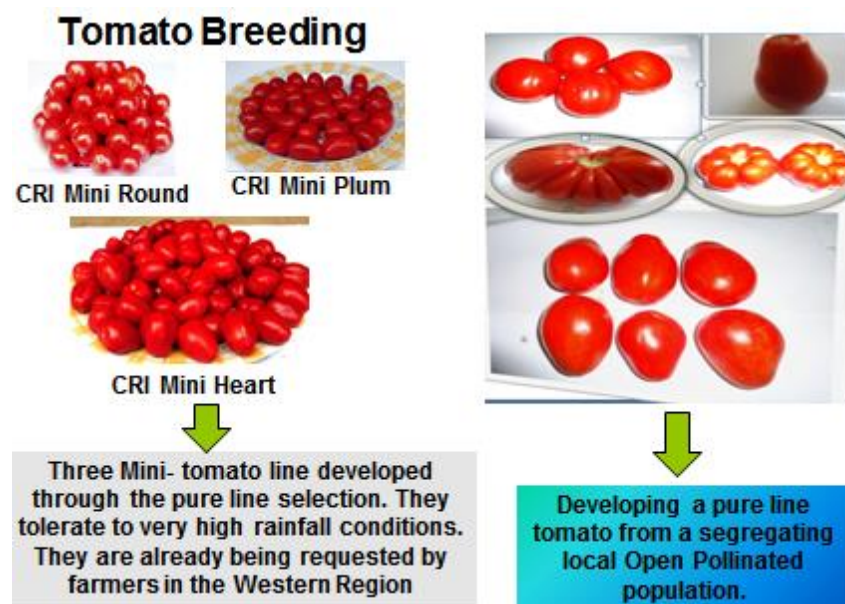 Tomato Breeding
CRI Mini Round
CRI Mini Plum
CRI Mini Heart
Three Mini- tomato line developed
through the pure line selection. They
tolerate to very high rainfall conditions.
They are already being requested by
farmers in the Western Region
Developing a pure line
tomato from a segregating
local Open Pollinated
population.